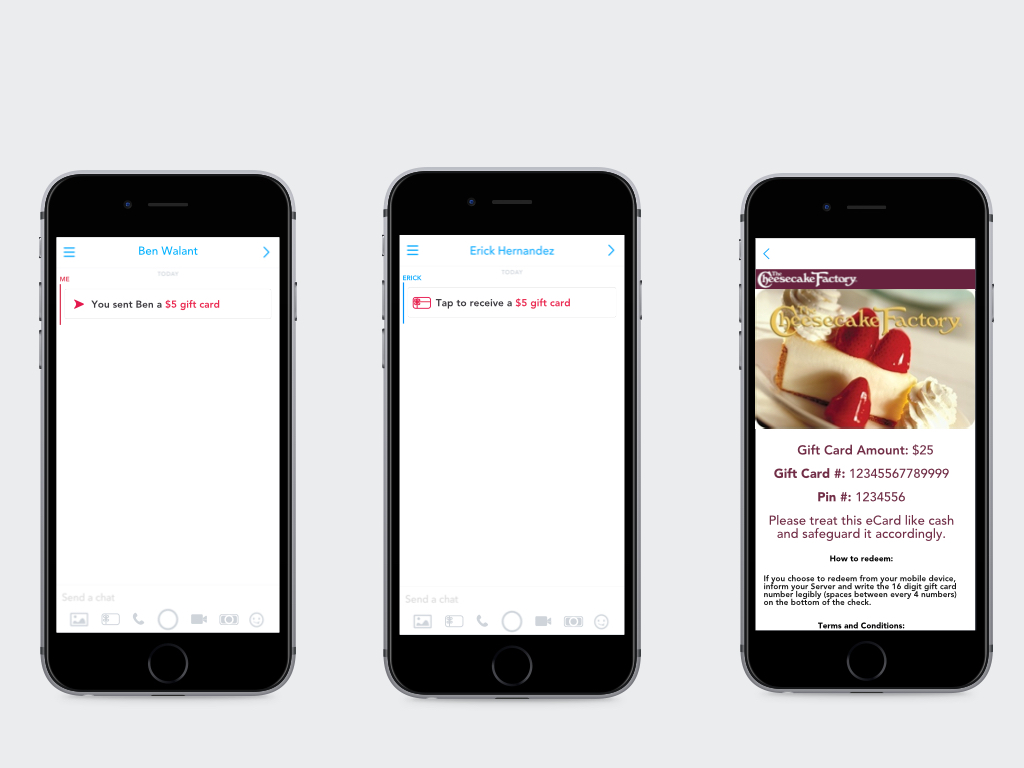 Ben Walant
TODAY
ME
You sent Ben a $5 gift card
Send a chat
Erick Hernandez
TODAY
ERICK
Tap to receive a $5 gift card
Send a chat
The Cheesecake Factory
The Cheesecake Factory
Gift Card Amount: $25
Gift Card #: 12345567789999
Pin #: 1234556
Please treat this eCard like cash
and safeguard it accordingly.
How to redeem:
If you choose to redeem from your mobile device,
inform your Server and write the 16 digit gift card
number legibly (spaces between every 4 numbers)
on the bottom of the check.
Terms and Conditions: